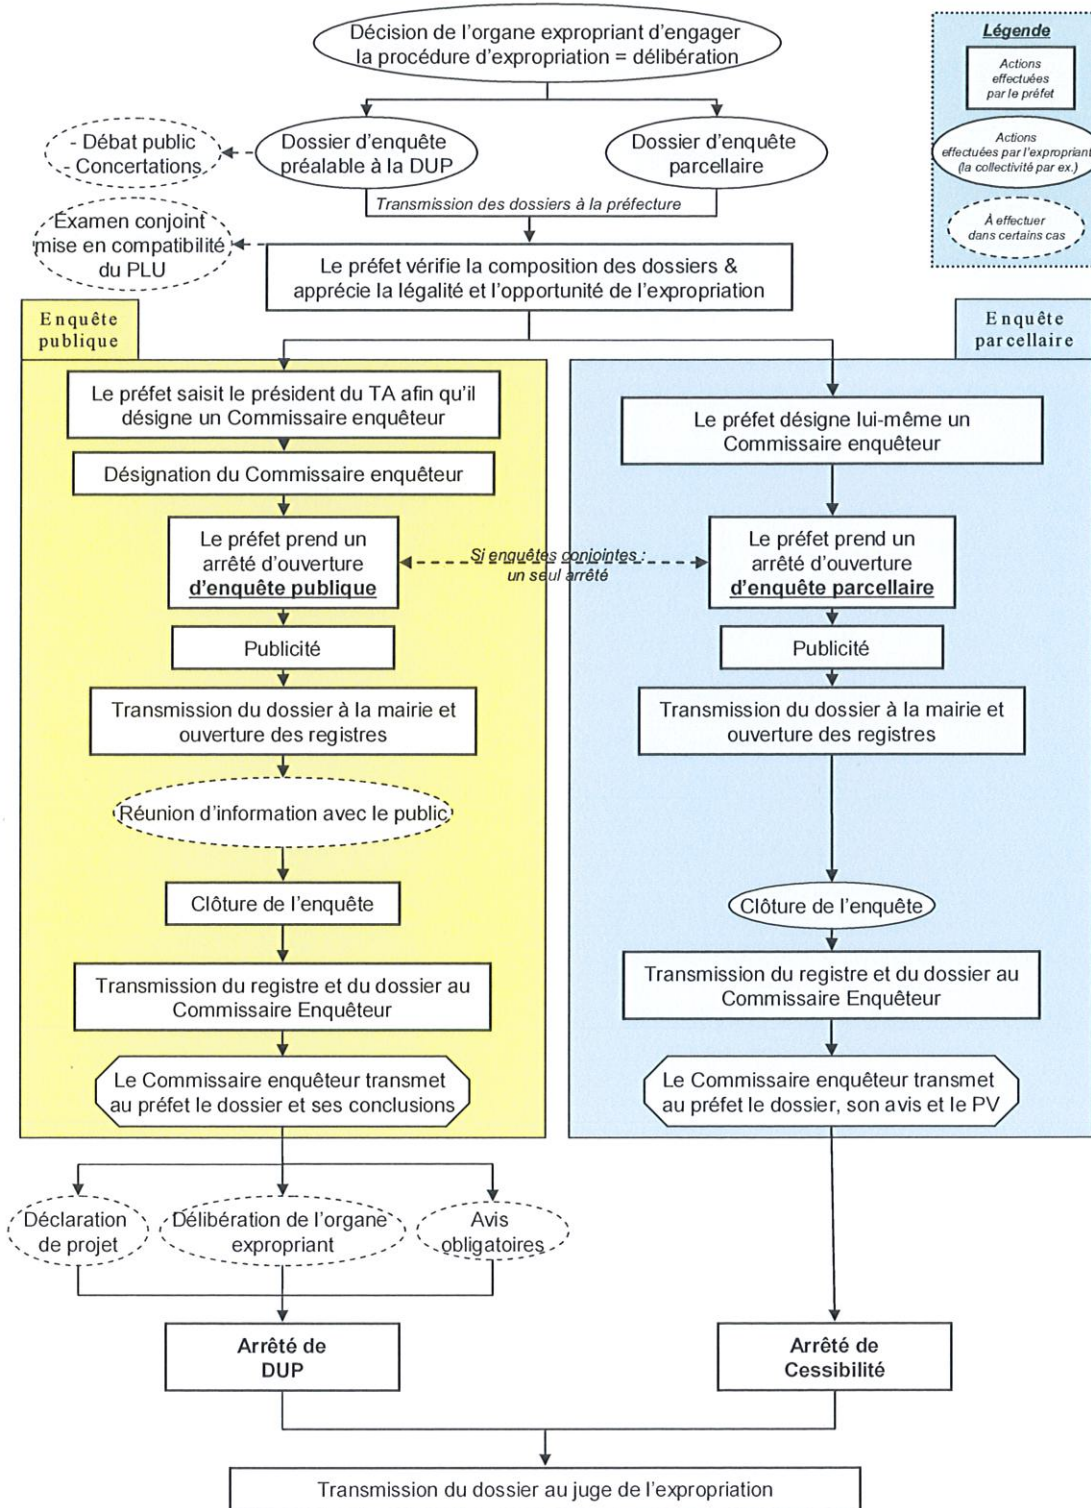 Décision de l'organe expropriant d'engager
la procédure d'expropriation = délibération
Légende
Actions
effectuées
par le préfet
Actions
effectuées par l'expropriant
(la collectivité par ex.)
À effectuer
dans certains cas
- Débat public
- Concertations
Dossier d'enquête
préalable à la DUP
Dossier d'enquête
parcellaire
Transmission des dossiers à la préfecture
Examen conjoint
mise en compatibilité
du PLU
Le préfet vérifie la composition des dossiers &
apprécie la légalité et l'opportunité de l'expropriation
Enquête
publique
Enquête
parcellaire
Le préfet saisit le président du TA afin qu'il
désigne un Commissaire enquêteur
Désignation du Commissaire enquêteur
Le préfet prend un
arrêté d'ouverture
d'enquête publique
Si enquêtes conjointes :
un seul arrêté
Le préfet désigne lui-même un
Commissaire enquêteur
Le préfet prend un
arrêté d'ouverture
d'enquête parcellaire
Publicité
Publicité
Transmission du dossier à la mairie et
ouverture des registres
Transmission du dossier à la mairie et
ouverture des registres
Réunion d'information avec le public
Clôture de l'enquête
Clôture de l'enquête
Transmission du registre et du dossier au
Commissaire Enquêteur
Transmission du registre et du dossier au
Commissaire Enquêteur
Le Commissaire enquêteur transmet
au préfet le dossier et ses conclusions
Le Commissaire enquêteur transmet
au préfet le dossier, son avis et le PV
Déclaration
de projet
Délibération de l'organe
expropriant
Avis
obligatoires
Arrêté de
DUP
Arrêté de
Cessibilité
Transmission du dossier au juge de l'expropriation